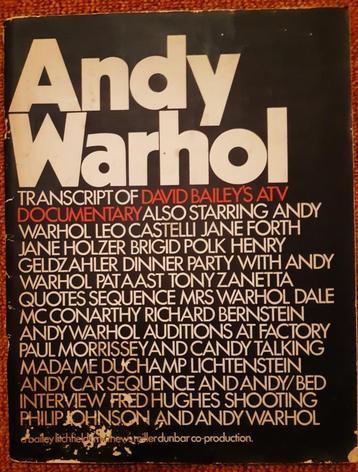 Andy
Warhol
TRANSCRIPT OF DAVID BAILEY'S ATV
DOCUMENTARY ALSO STARRING ANDY
WARHOL LEO CASTELLI JANE FORTH
JANE HOLZER BRIGID POLK HENRY
GELDZAHLER DINNER PARTY WITH ANDY
WARHOL PAT AAST TONY ZANETTA
QUOTES SEQUENCE MRS WARHOL DALE
MC CONARTHY RICHARD BERNSTEIN
ANDY WARHOL AUDITIONS AT FACTORY
PAUL MORRISSEY AND CANDY TALKING
MADAME DUCHAMP LICHTENSTEIN
ANDY CAR SEQUENCE AND ANDY/BED
INTERVIEW FRED HUGHES SHOOTING
PHILIP JOHNSON AND ANDY WARHOL
a bailey litchfield mathews miller dunbar co-production.